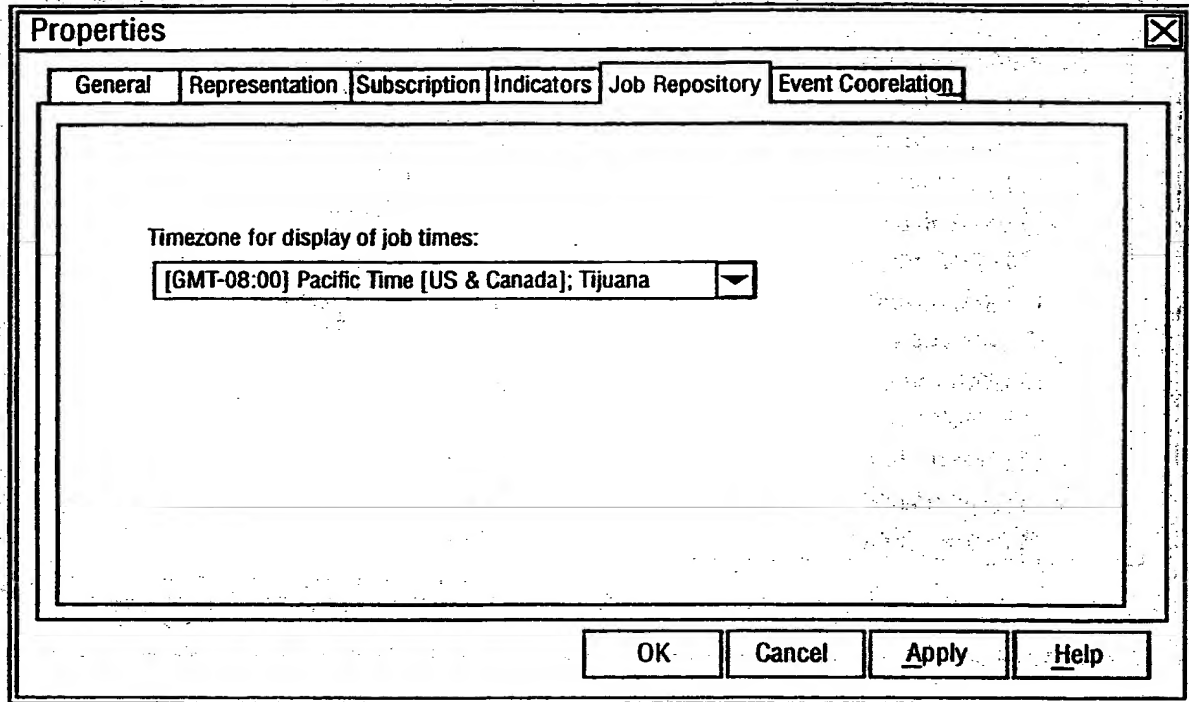 Properties
General Representation Subscription Indicators Job Repository Event Coorelation
Timezone for display of job times:
[GMT-08:00] Pacific Time [US & Canada]; Tijuana
OK Cancel Apply Help